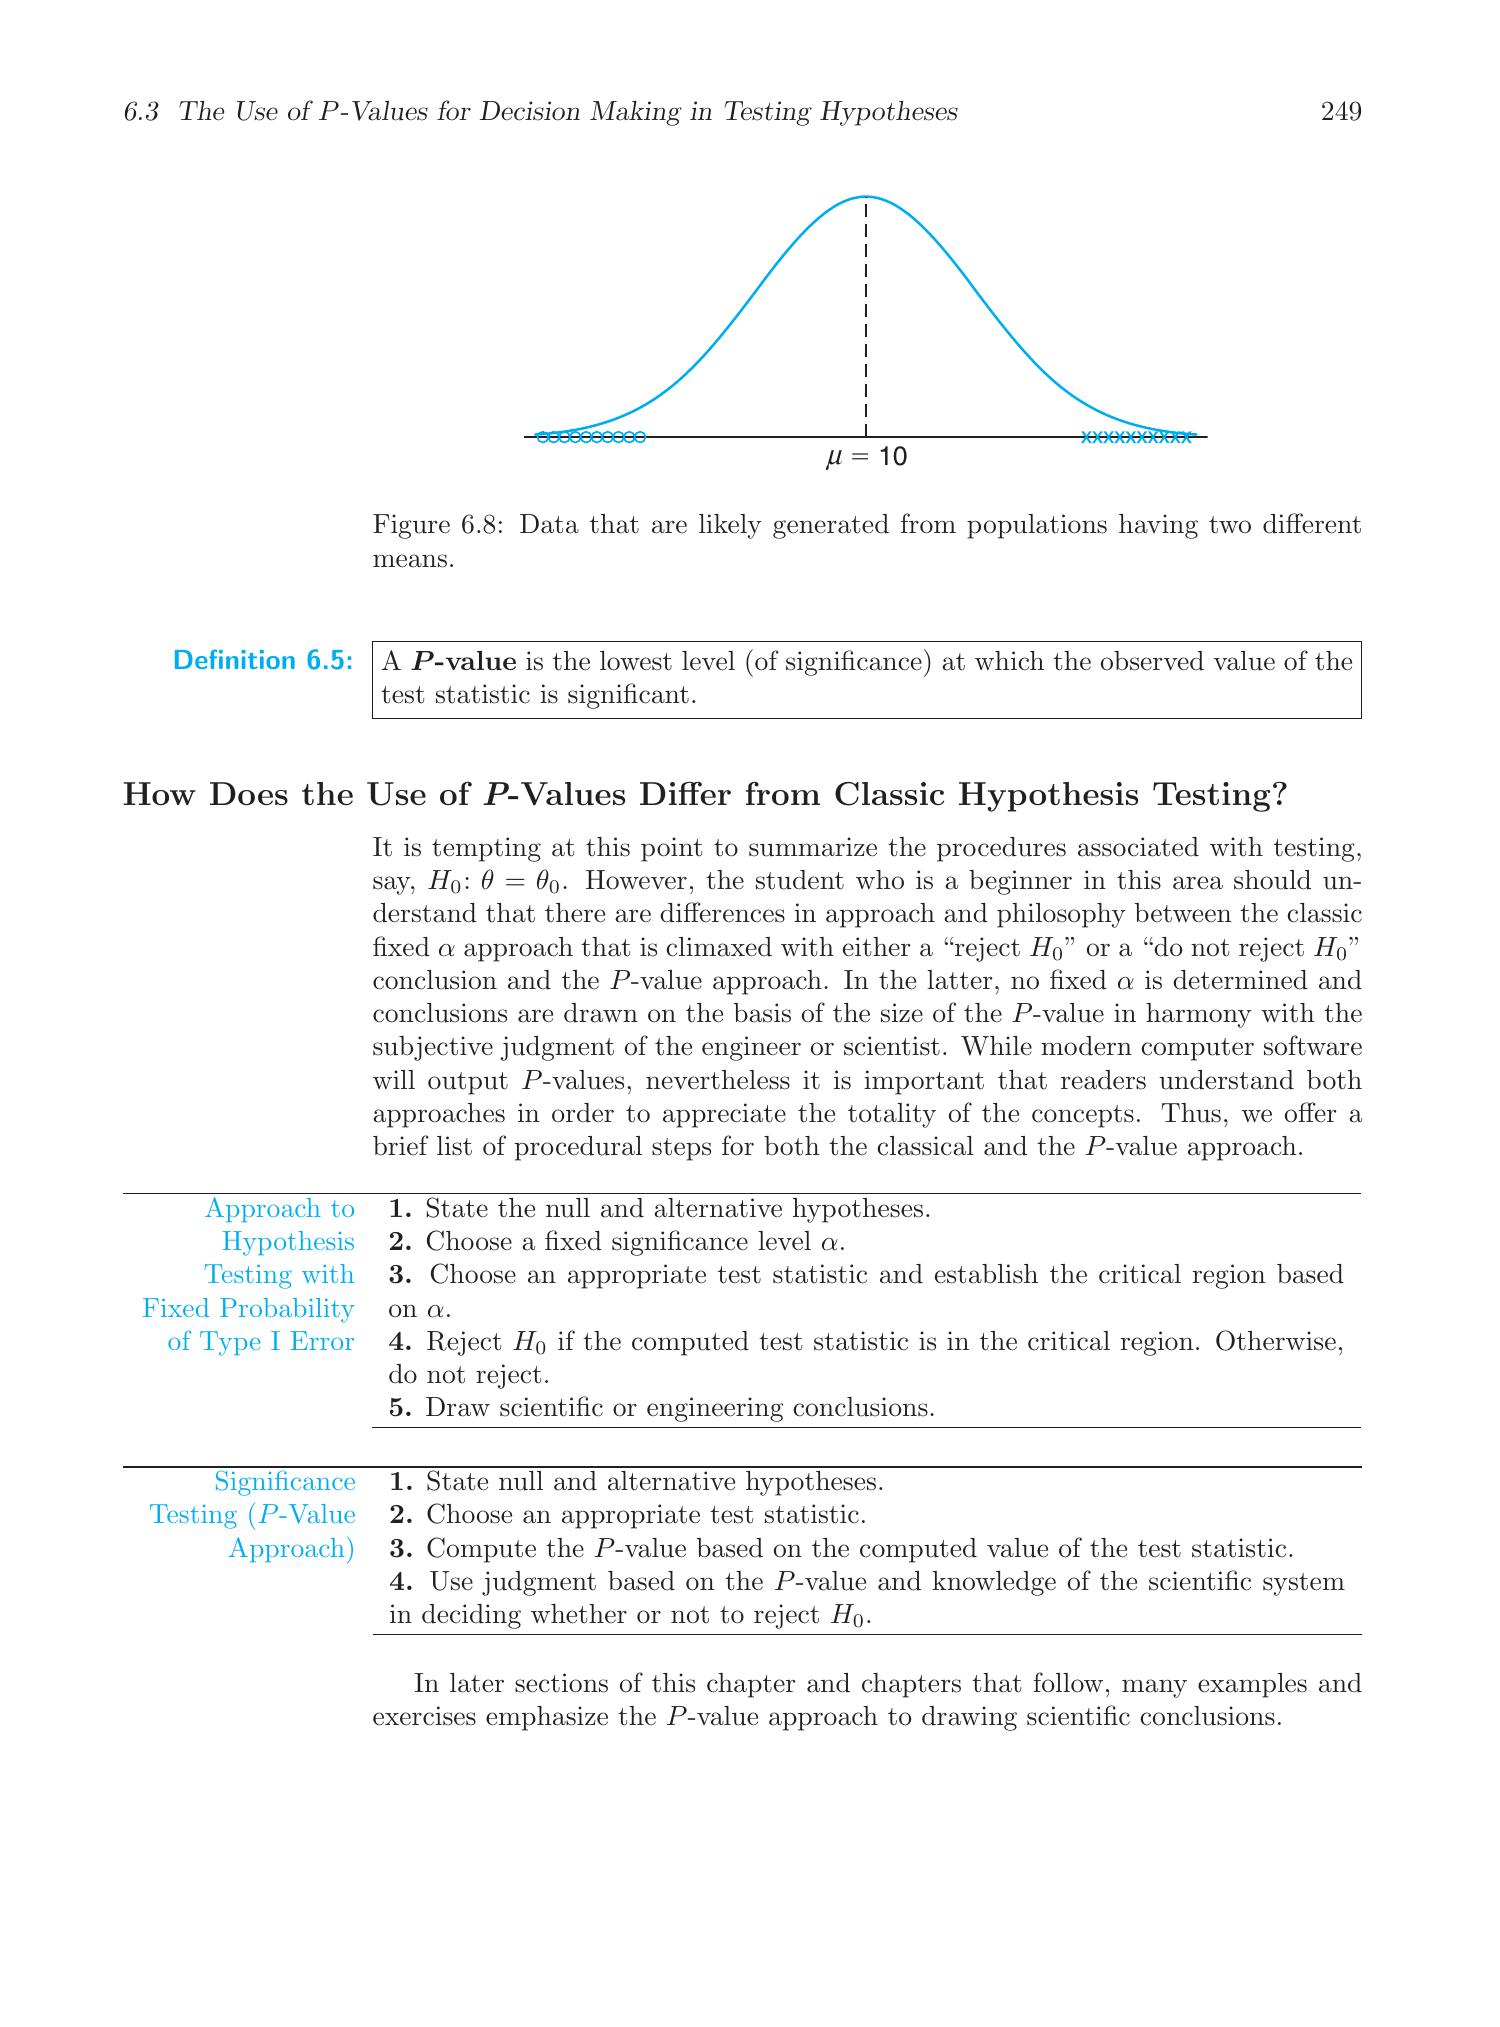 6.3 The Use of P-Values for Decision Making in Testing Hypotheses 249
oooooooooo xxxxxxxxxx
μ = 10
Figure 6.8: Data that are likely generated from populations having two different
means.
Definition 6.5: A P-value is the lowest level (of significance) at which the observed value of the
test statistic is significant.
How Does the Use of P-Values Differ from Classic Hypothesis Testing?
It is tempting at this point to summarize the procedures associated with testing,
say, H₀: θ = θ₀. However, the student who is a beginner in this area should un-
derstand that there are differences in approach and philosophy between the classic
fixed α approach that is climaxed with either a “reject H₀” or a “do not reject H₀”
conclusion and the P-value approach. In the latter, no fixed α is determined and
conclusions are drawn on the basis of the size of the P-value in harmony with the
subjective judgment of the engineer or scientist. While modern computer software
will output P-values, nevertheless it is important that readers understand both
approaches in order to appreciate the totality of the concepts. Thus, we offer a
brief list of procedural steps for both the classical and the P-value approach.
Approach to
Hypothesis
Testing with
Fixed Probability
of Type I Error
1. State the null and alternative hypotheses.
2. Choose a fixed significance level α.
3. Choose an appropriate test statistic and establish the critical region based
on α.
4. Reject H₀ if the computed test statistic is in the critical region. Otherwise,
do not reject.
5. Draw scientific or engineering conclusions.
Significance
Testing (P-Value
Approach)
1. State null and alternative hypotheses.
2. Choose an appropriate test statistic.
3. Compute the P-value based on the computed value of the test statistic.
4. Use judgment based on the P-value and knowledge of the scientific system
in deciding whether or not to reject H₀.
In later sections of this chapter and chapters that follow, many examples and
exercises emphasize the P-value approach to drawing scientific conclusions.